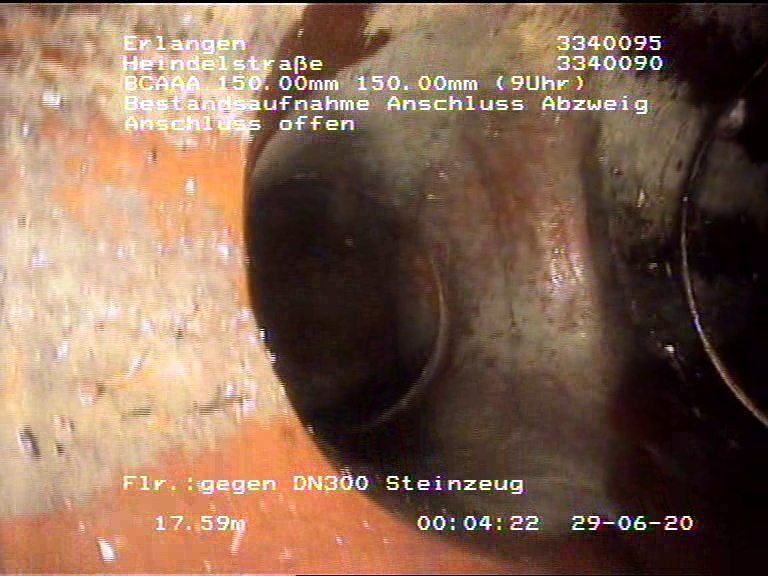 Erlangen 3340095
Heindelstraße 3340090
BCAAA 150.00mm 150.00mm (9Uhr)
Bestandsaufnahme Anschluss Abzweig
Anschluss offen
Flr.:gegen DN300 Steinzeug
17.59m 00:04:22 29-06-20